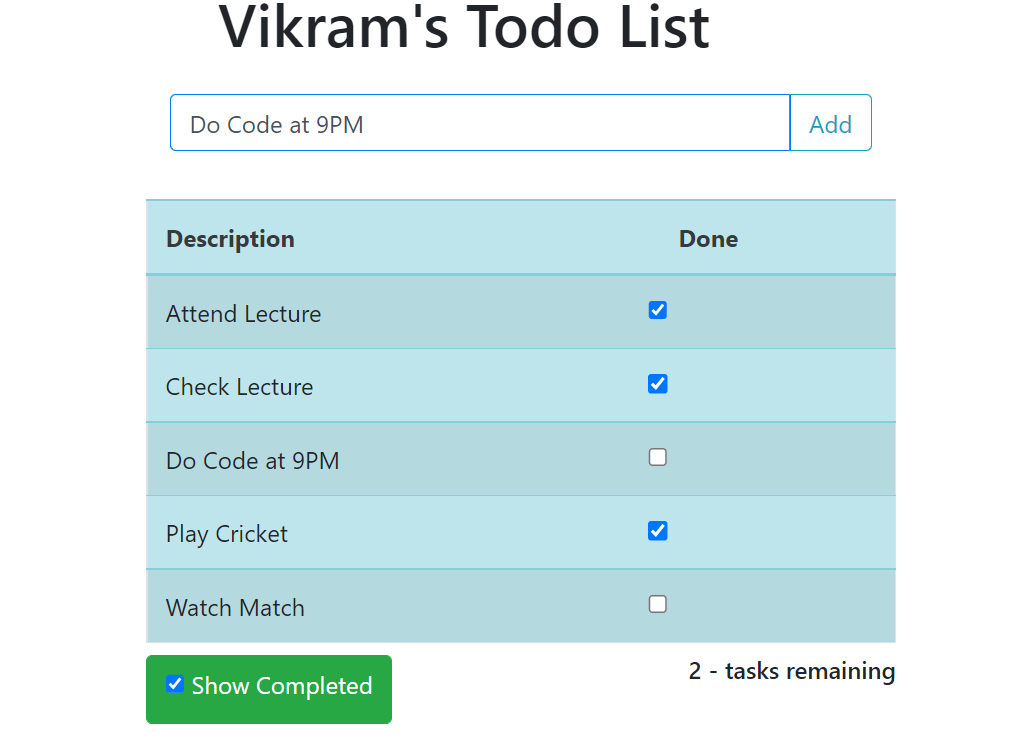 Vikram's Todo List
Do Code at 9PM Add
Description Done
Attend Lecture
Check Lecture
Do Code at 9PM
Play Cricket
Watch Match
Show Completed
2 - tasks remaining